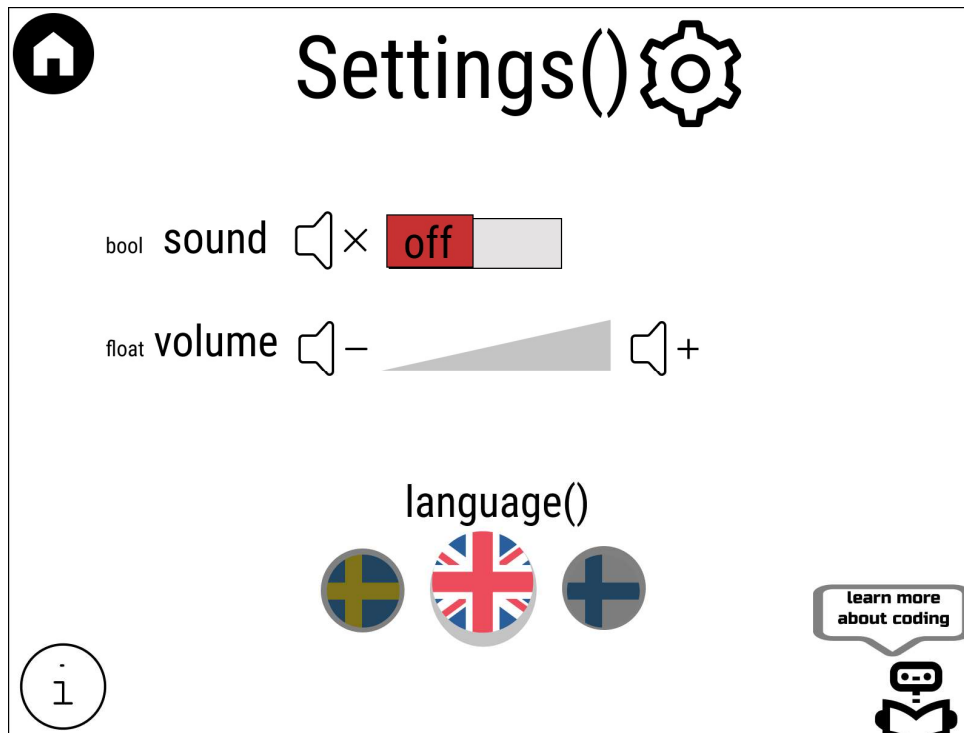 Settings()
bool sound × off
float volume − +
language()
learn more
about coding
i